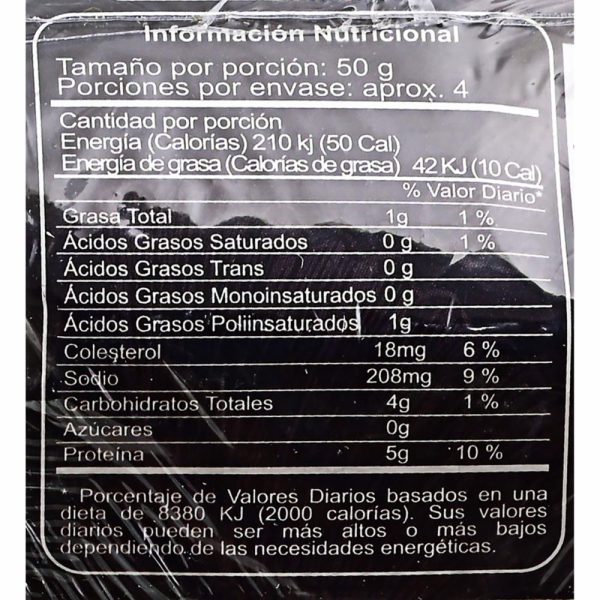 Información Nutricional
Tamaño por porción: 50 g
Porciones por envase: aprox. 4
Cantidad por porción
Energía (Calorías) 210 kj (50 Cal)
Energía de grasa (Calorías de grasa) 42 KJ (10 Cal)
% Valor Diario*
Grasa Total 1g 1 %
Ácidos Grasos Saturados 0 g 1 %
Ácidos Grasos Trans 0 g
Ácidos Grasos Monoinsaturados 0 g
Ácidos Grasos Poliinsaturados 1g
Colesterol 18mg 6 %
Sodio 208mg 9 %
Carbohidratos Totales 4g 1 %
Azúcares 0g
Proteína 5g 10 %
* Porcentaje de Valores Diarios basados en una
dieta de 8380 KJ (2000 calorías). Sus valores
diarios pueden ser más altos o más bajos
dependiendo de las necesidades energéticas.